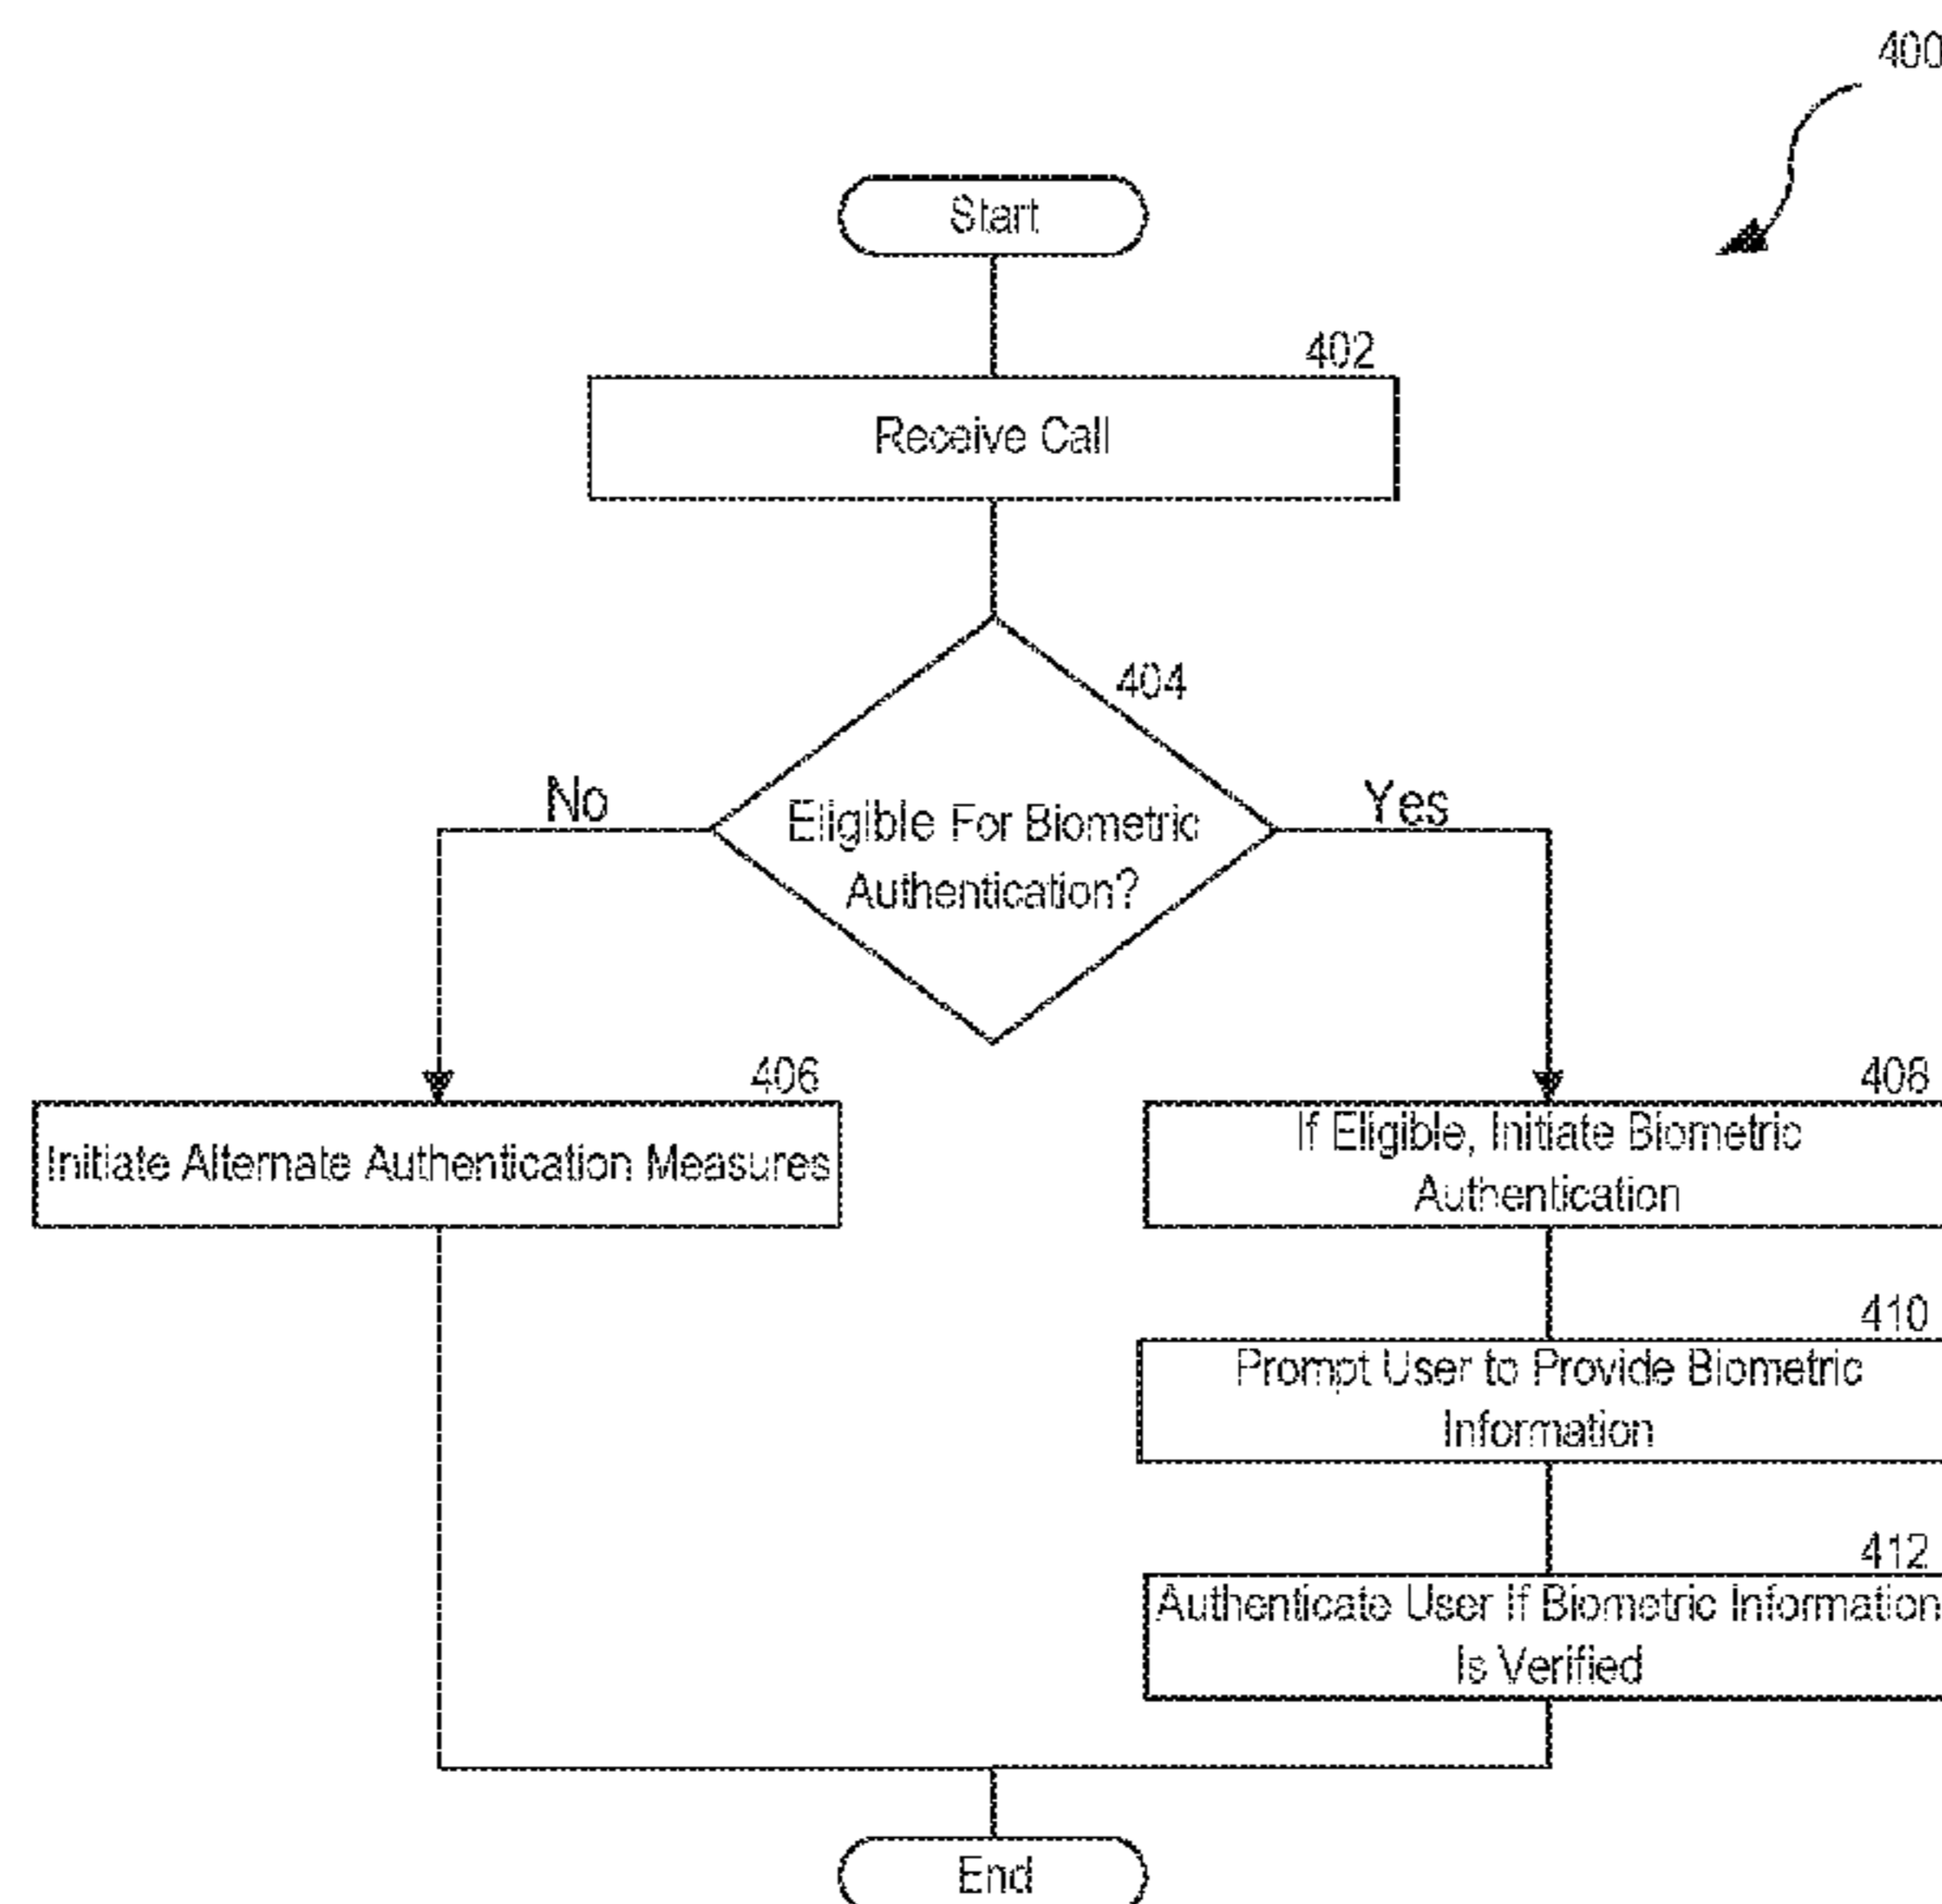 400
Start
402
Receive Call
404
No
Yes
Eligible For Biometric
Authentication?
406
Initiate Alternate Authentication Measures
408
If Eligible, Initiate Biometric
Authentication
410
Prompt User to Provide Biometric
Information
412
Authenticate User If Biometric Information
Is Verified
End